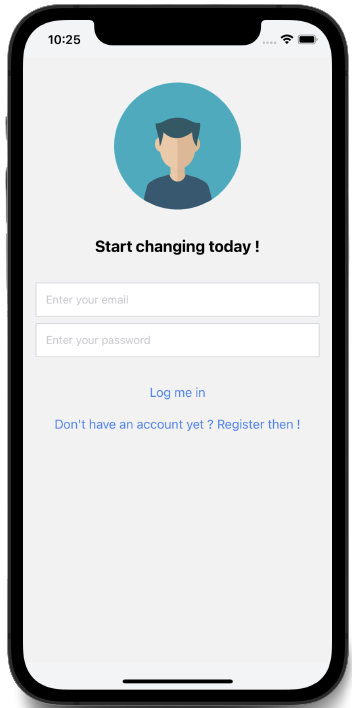 10:25
Start changing today !
Enter your email
Enter your password
Log me in
Don't have an account yet ? Register then !